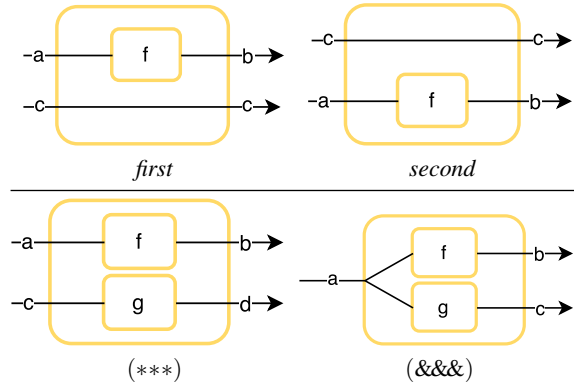 a f b
c c
first
c c
a f b
second
a f b
c g d
(***)
a f b
g c
(&&&)